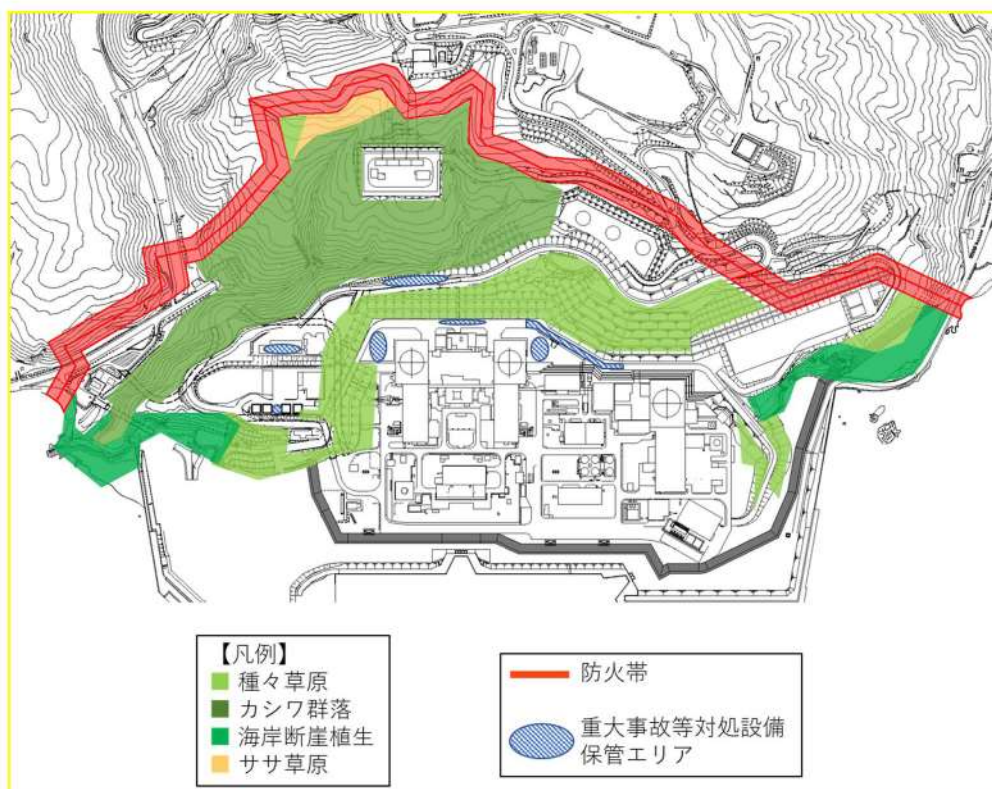 【凡例】
種々草原
カシワ群落
海岸断崖植生
ササ草原
防火帯
重大事故等対処設備
保管エリア